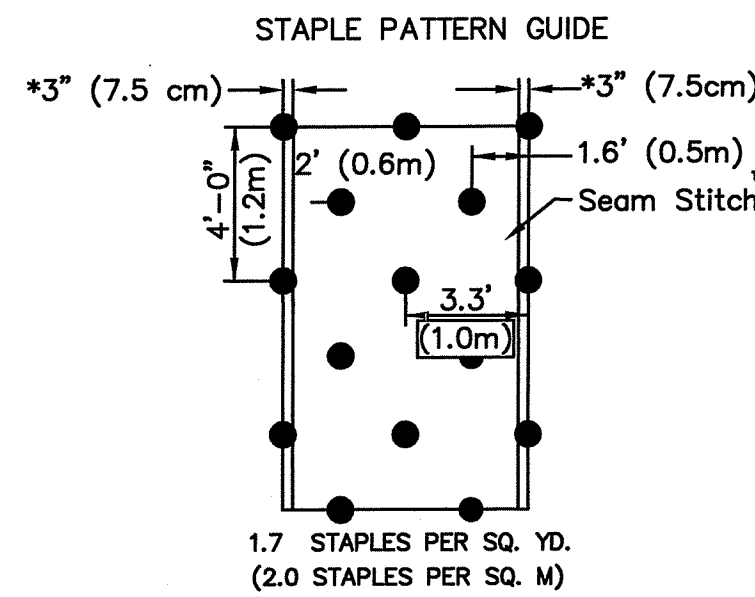 STAPLE PATTERN GUIDE
*3" (7.5 cm)
*3" (7.5cm)
2' (0.6m)
1.6' (0.5m)
4'-0"
(1.2m)
Seam Stitch
3.3'
(1.0m)
1.7 STAPLES PER SQ. YD.
(2.0 STAPLES PER SQ. M)